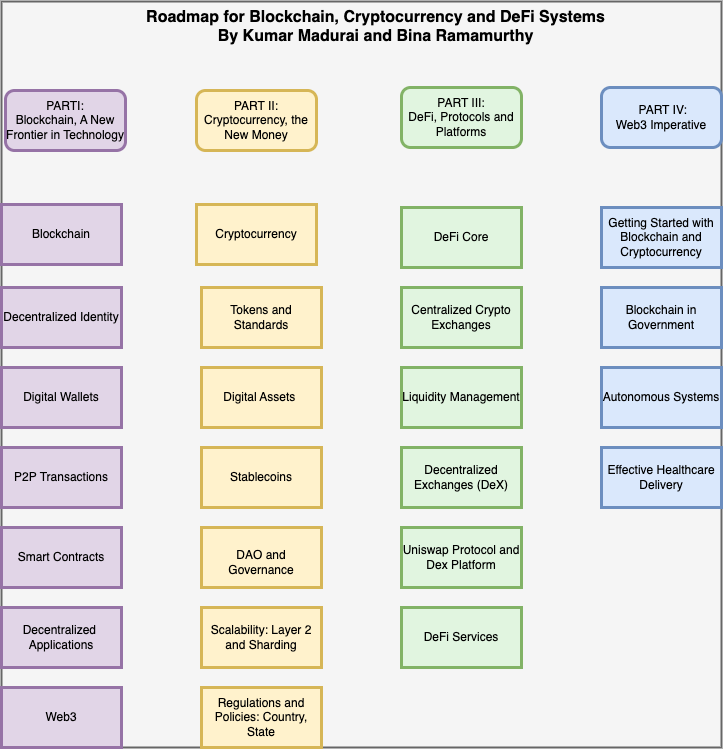 Roadmap for Blockchain, Cryptocurrency and DeFi Systems
By Kumar Madurai and Bina Ramamurthy
PARTI:
Blockchain, A New
Frontier in Technology
Blockchain
Decentralized Identity
Digital Wallets
P2P Transactions
Smart Contracts
Decentralized
Applications
Web3
PART II:
Cryptocurrency, the
New Money
Cryptocurrency
Tokens and
Standards
Digital Assets
Stablecoins
DAO and
Governance
Scalability: Layer 2
and Sharding
Regulations and
Policies: Country,
State
PART III:
DeFi, Protocols and
Platforms
DeFi Core
Centralized Crypto
Exchanges
Liquidity Management
Decentralized
Exchanges (DeX)
Uniswap Protocol and
Dex Platform
DeFi Services
PART IV:
Web3 Imperative
Getting Started with
Blockchain and
Cryptocurrency
Blockchain in
Government
Autonomous Systems
Effective Healthcare
Delivery